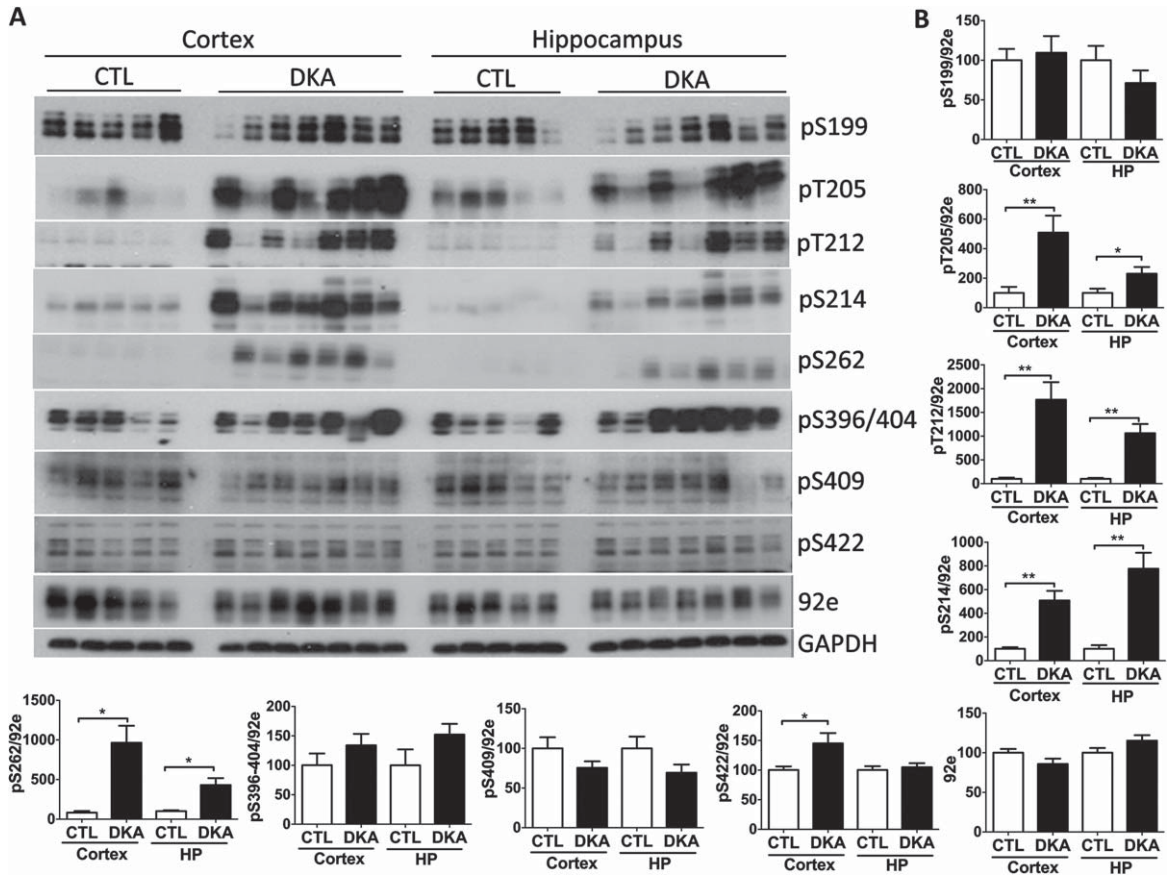 A
Cortex Hippocampus
CTL DKA CTL DKA
pS199
pT205
pT212
pS214
pS262
pS396/404
pS409
pS422
92e
GAPDH
B
pS199/92e
150
100
50
0
CTL DKA CTL DKA
Cortex HP
pT205/92e
800
600
400
200
0
**
*
CTL DKA CTL DKA
Cortex HP
pT212/92e
2500
2000
1500
1000
500
0
**
**
CTL DKA CTL DKA
Cortex HP
pS214/92e
1000
800
600
400
200
0
**
**
CTL DKA CTL DKA
Cortex HP
pS262/92e
1500
1000
500
0
*
*
CTL DKA CTL DKA
Cortex HP
pS396-404/92e
200
150
100
50
0
CTL DKA CTL DKA
Cortex HP
pS409/92e
150
100
50
0
CTL DKA CTL DKA
Cortex HP
pS422/92e
200
150
100
50
0
*
CTL DKA CTL DKA
Cortex HP
92e
150
100
50
0
CTL DKA CTL DKA
Cortex HP